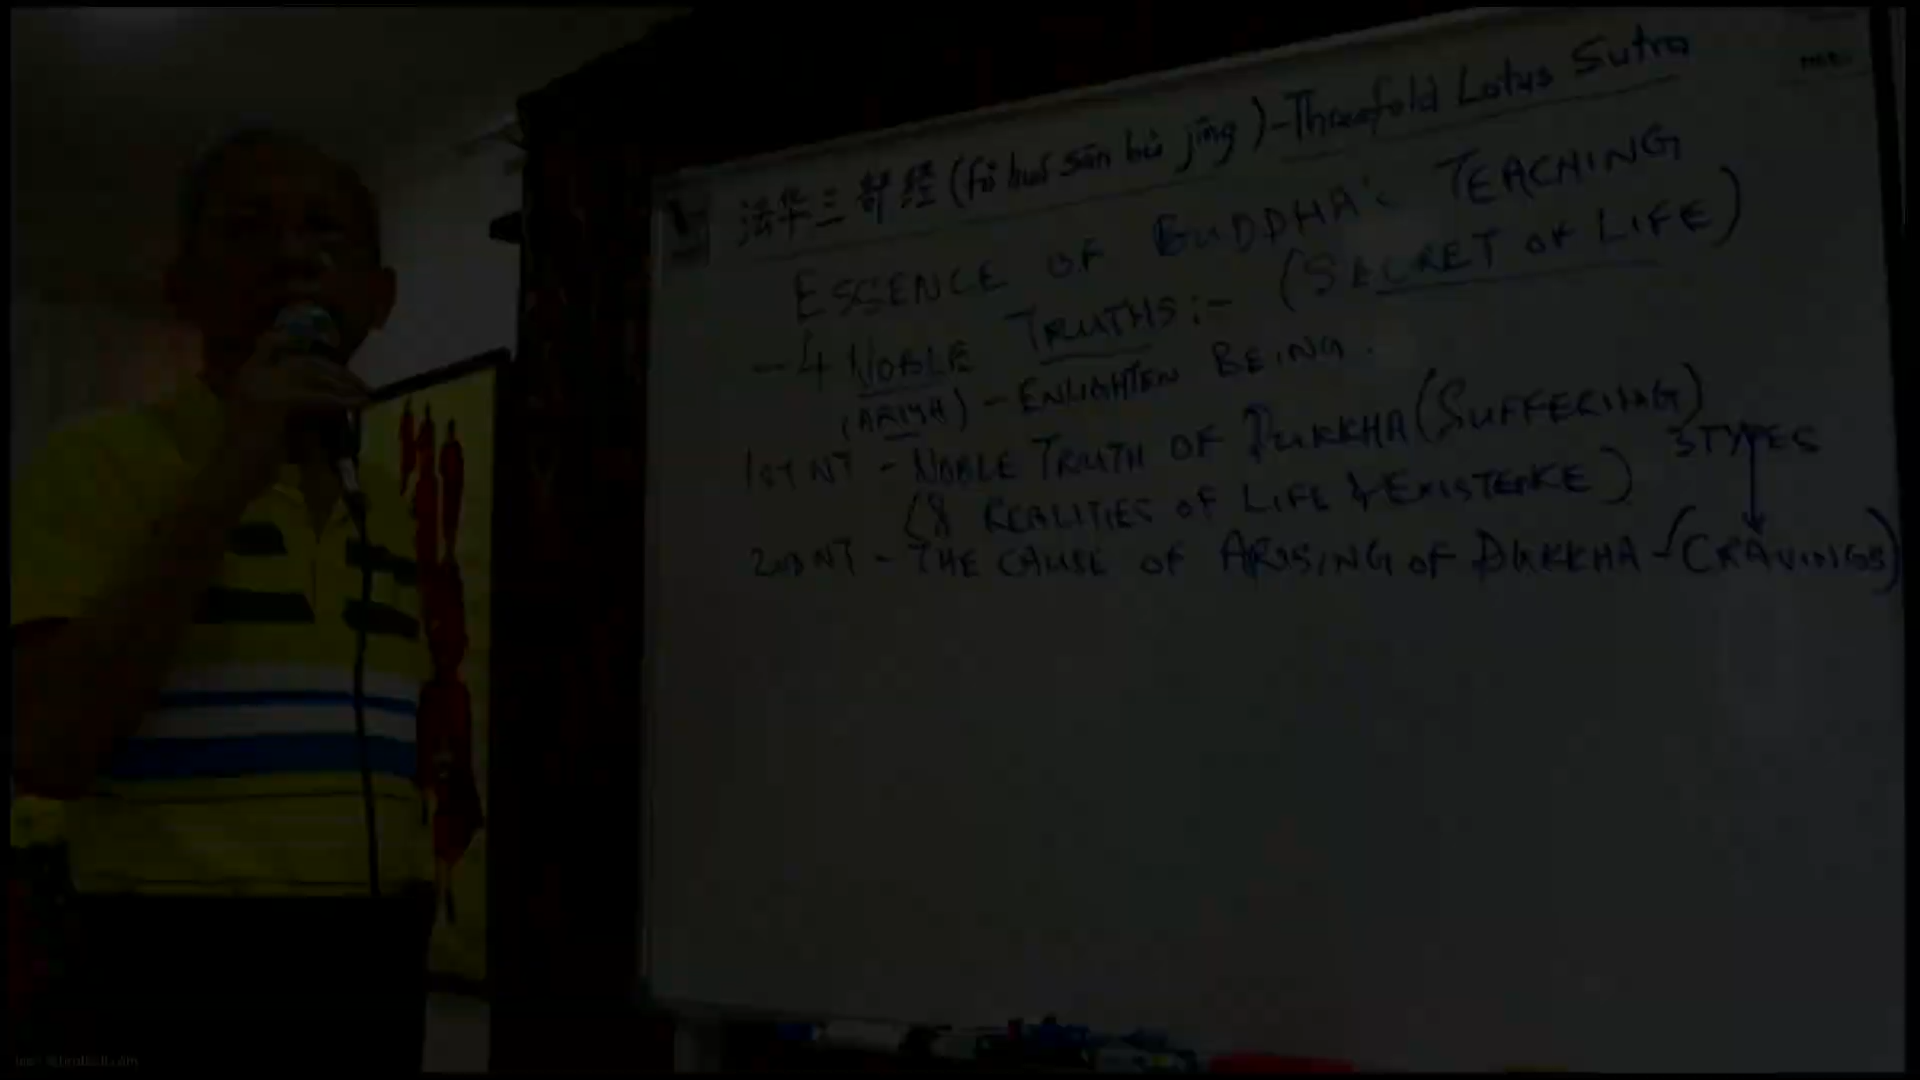 法华三部经 (fǎ huá sān bù jīng) - Threefold Lotus Sutra
ESSENCE OF BUDDHA'S TEACHING
- 4 NOBLE TRUTHS :- (SECRET OF LIFE)
(ARIYA) - ENLIGHTEN BEING.
1ST NT - NOBLE TRUTH OF DUKKHA (SUFFERING)
(8 REALITIES OF LIFE & EXISTENCE) 3 TYPES
2ND NT - THE CAUSE OF ARISING OF DUKKHA - (CRAVINGS)